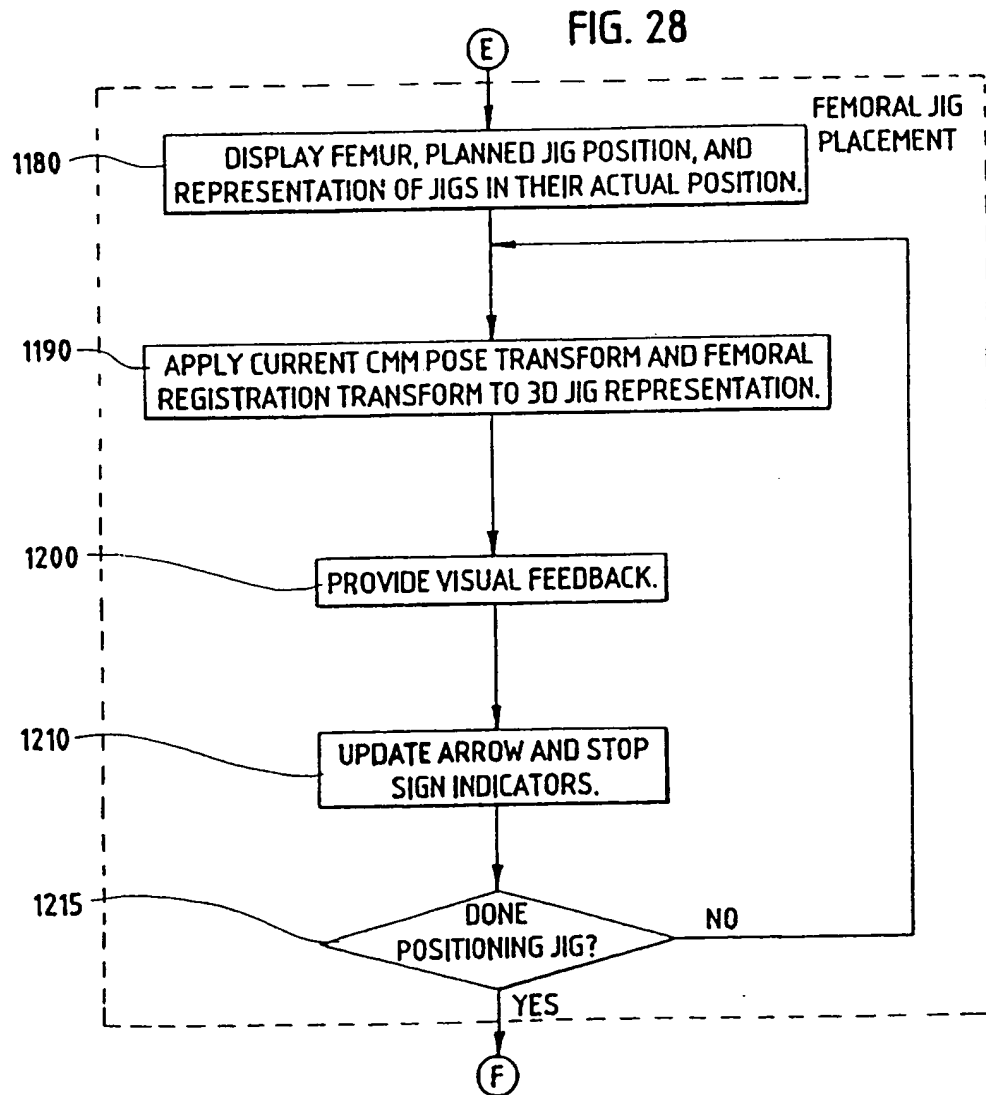 FIG. 28
E
FEMORAL JIG
PLACEMENT
1180
DISPLAY FEMUR, PLANNED JIG POSITION, AND
REPRESENTATION OF JIGS IN THEIR ACTUAL POSITION.
1190
APPLY CURRENT CMM POSE TRANSFORM AND FEMORAL
REGISTRATION TRANSFORM TO 3D JIG REPRESENTATION.
1200
PROVIDE VISUAL FEEDBACK.
1210
UPDATE ARROW AND STOP
SIGN INDICATORS.
1215
DONE
POSITIONING JIG?
NO
YES
F